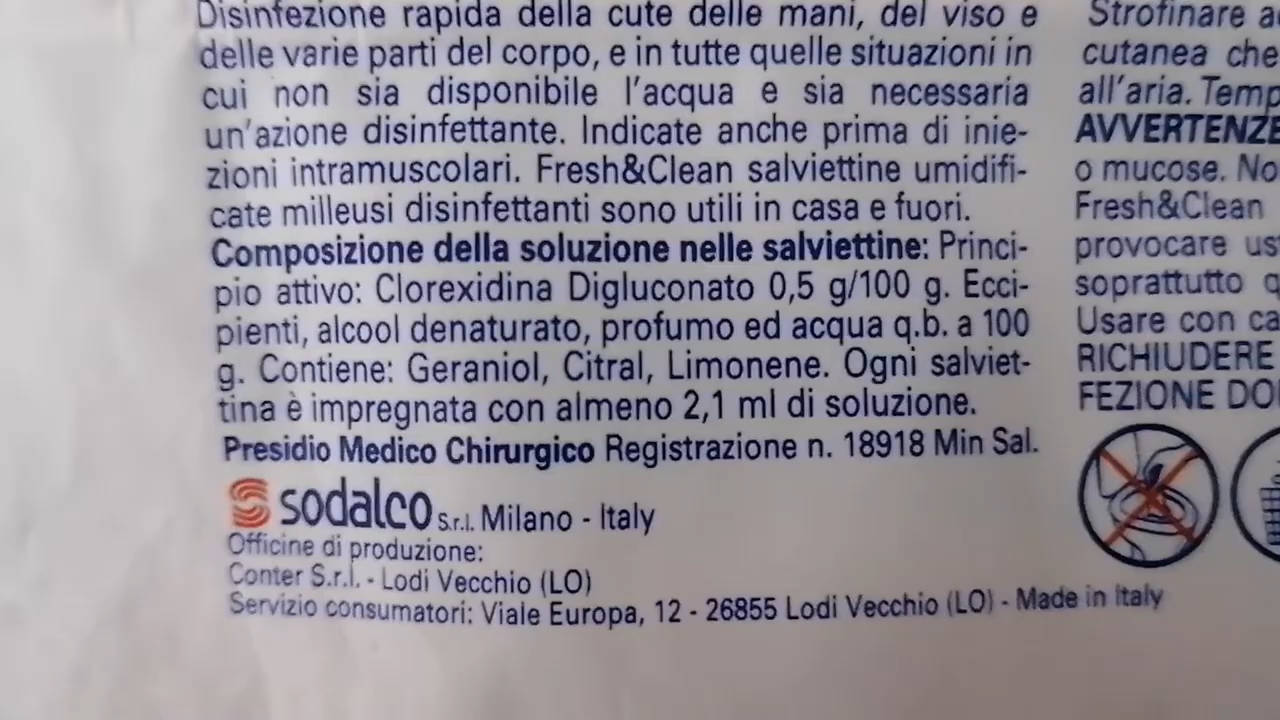 Disinfezione rapida della cute delle mani, del viso e
delle varie parti del corpo, e in tutte quelle situazioni in
cui non sia disponibile l'acqua e sia necessaria
un'azione disinfettante. Indicate anche prima di inie-
zioni intramuscolari. Fresh&Clean salviettine umidifi-
cate milleusi disinfettanti sono utili in casa e fuori.
Composizione della soluzione nelle salviettine: Princi-
pio attivo: Clorexidina Digluconato 0,5 g/100 g. Ecci-
pienti, alcool denaturato, profumo ed acqua q.b. a 100
g. Contiene: Geraniol, Citral, Limonene. Ogni salviet-
tina è impregnata con almeno 2,1 ml di soluzione.
Presidio Medico Chirurgico Registrazione n. 18918 Min Sal.
sodalco S.r.l. Milano - Italy
Officine di produzione:
Conter S.r.l. - Lodi Vecchio (LO)
Servizio consumatori: Viale Europa, 12 - 26855 Lodi Vecchio (LO) - Made in Italy
Strofinare
cutanea che
all'aria. Temp
AVVERTENZE
o mucose. No
Fresh&Clean
provocare
soprattutto
Usare con
RICHIUDERE
FEZIONE